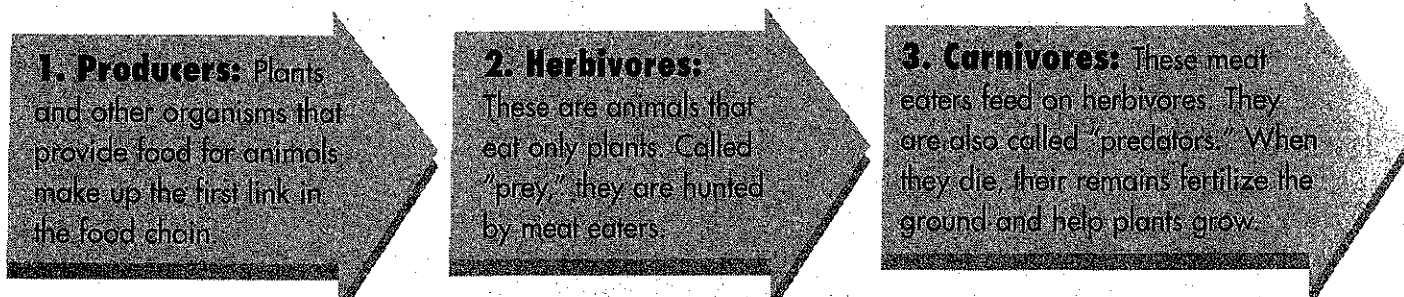 1. Producers: Plants
and other organisms that
provide food for animals
make up the first link in
the food chain.
2. Herbivores:
These are animals that
eat only plants. Called
"prey," they are hunted
by meat eaters.
3. Carnivores: These meat
eaters feed on herbivores. They
are also called "predators." When
they die, their remains fertilize the
ground and help plants grow.